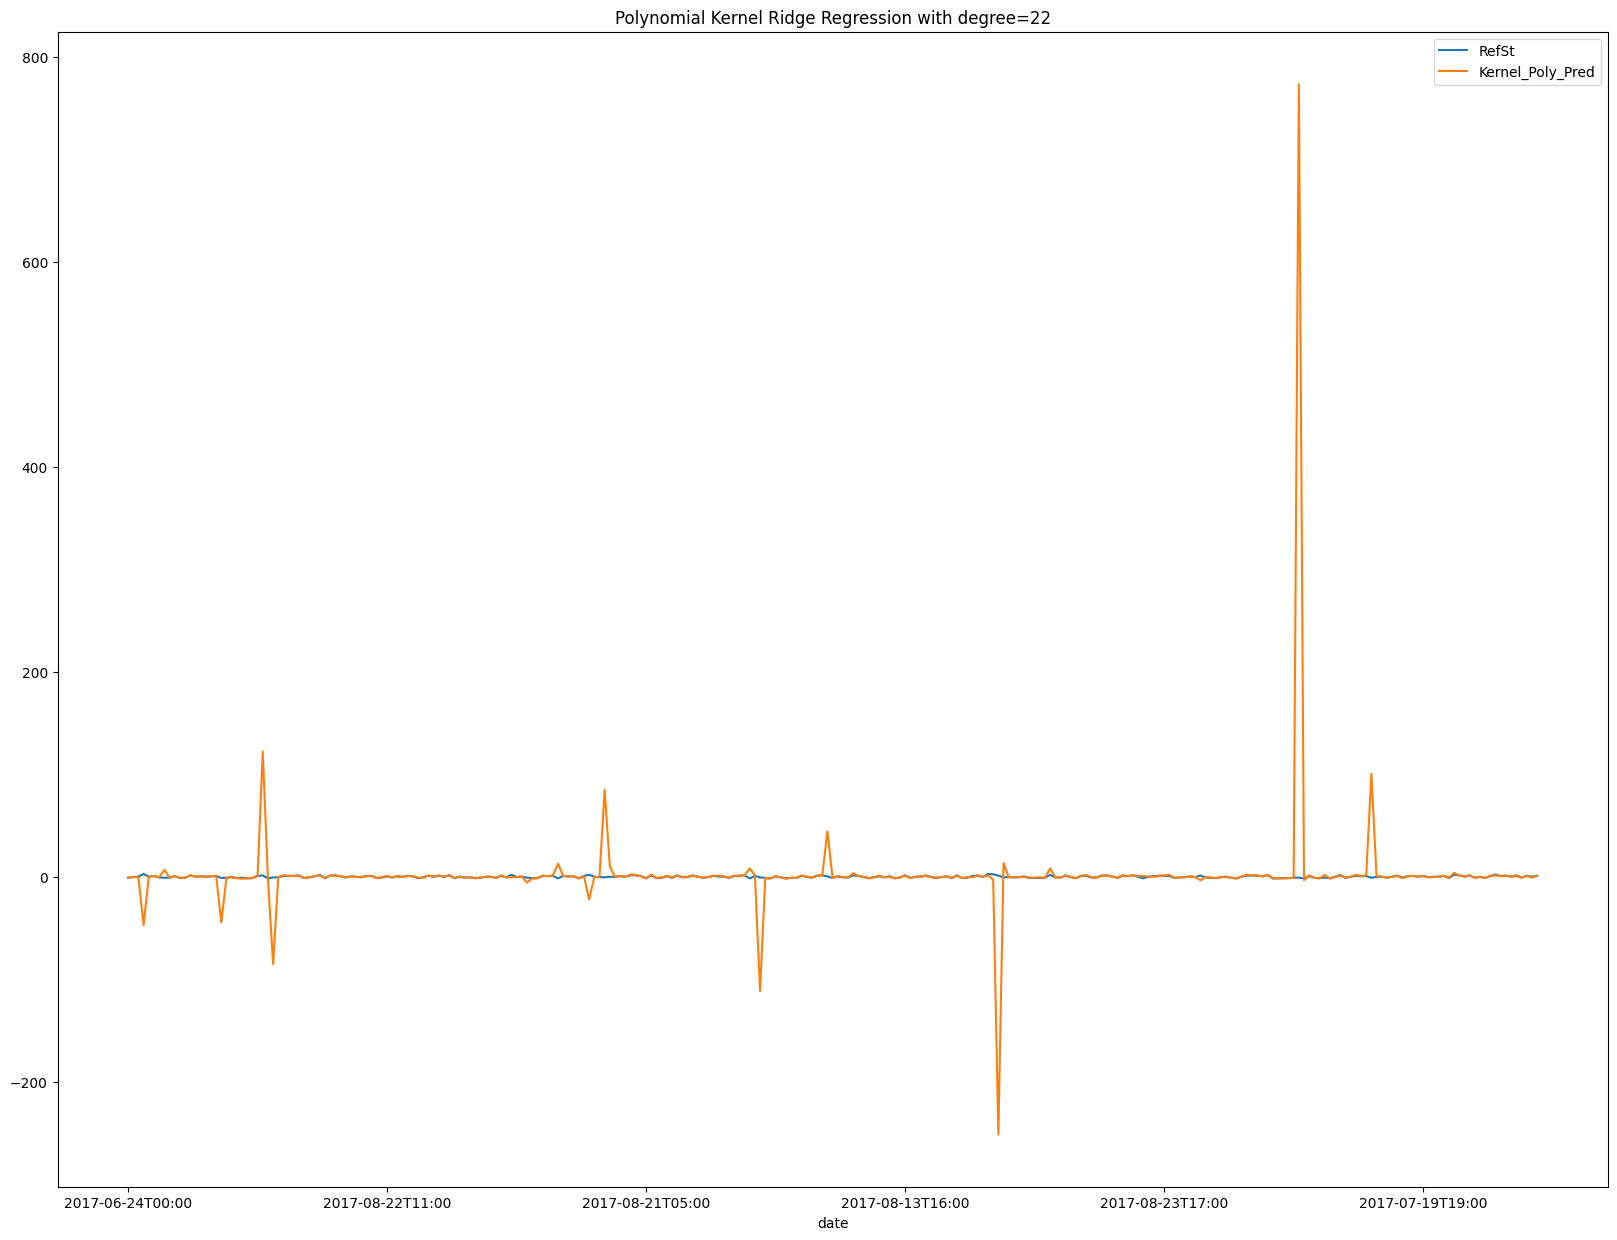 Polynomial Kernel Ridge Regression with degree=22
RefSt
Kernel_Poly_Pred
800
600
400
200
0
−200
2017-06-24T00:00
2017-08-22T11:00
2017-08-21T05:00
2017-08-13T16:00
2017-08-23T17:00
2017-07-19T19:00
date